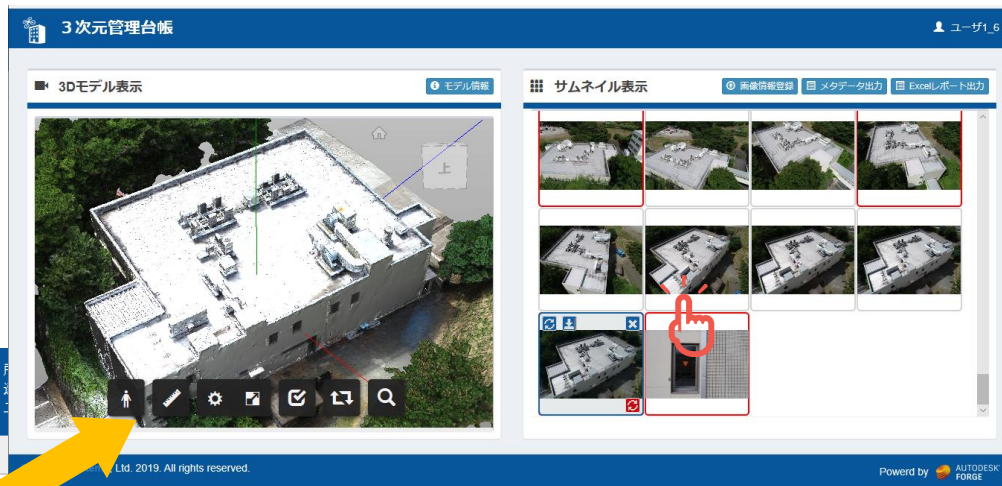 3次元管理台帳
ユーザ1_6
3Dモデル表示
モデル情報
サムネイル表示
画像情報登録
メタデータ出力
Excelレポート出力
上
Ltd. 2019. All rights reserved.
Powerd by AUTODESK
FORGE